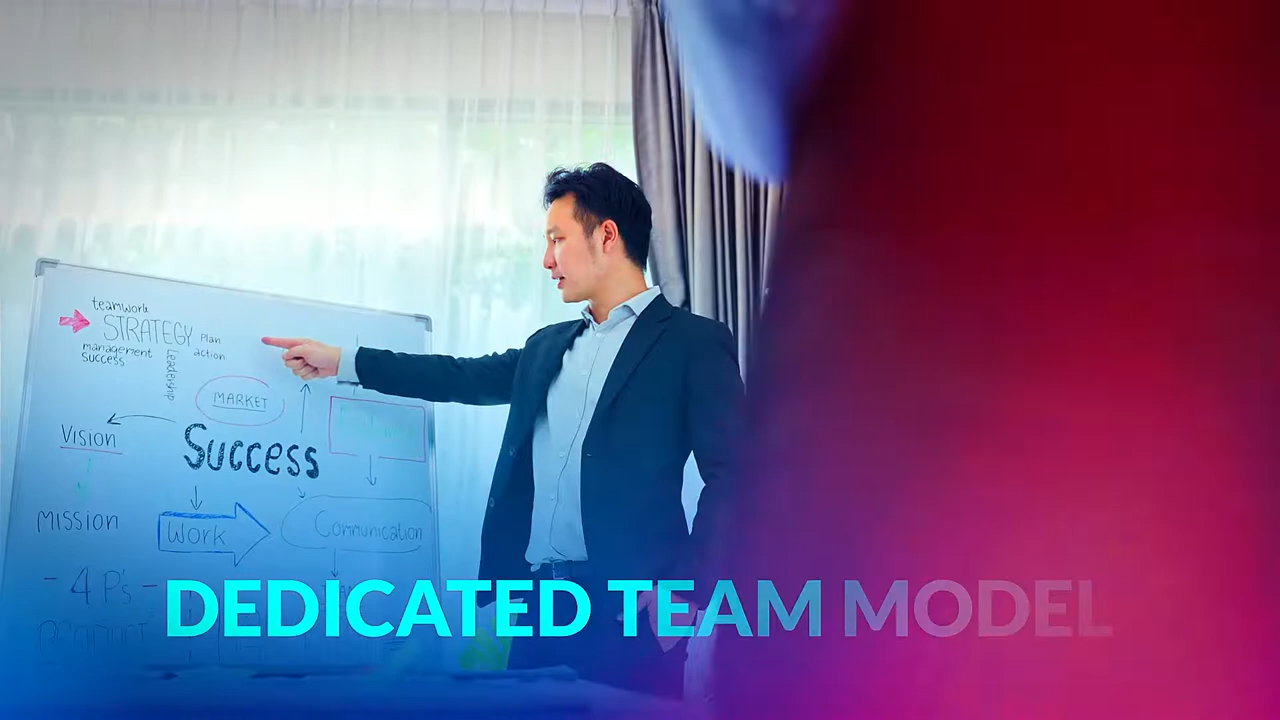 teamwork
STRATEGY
Plan
action
management
success
Leadership
MARKET
Vision
Success
Mission
Work
Communication
- 4 P's -
DEDICATED TEAM MODEL